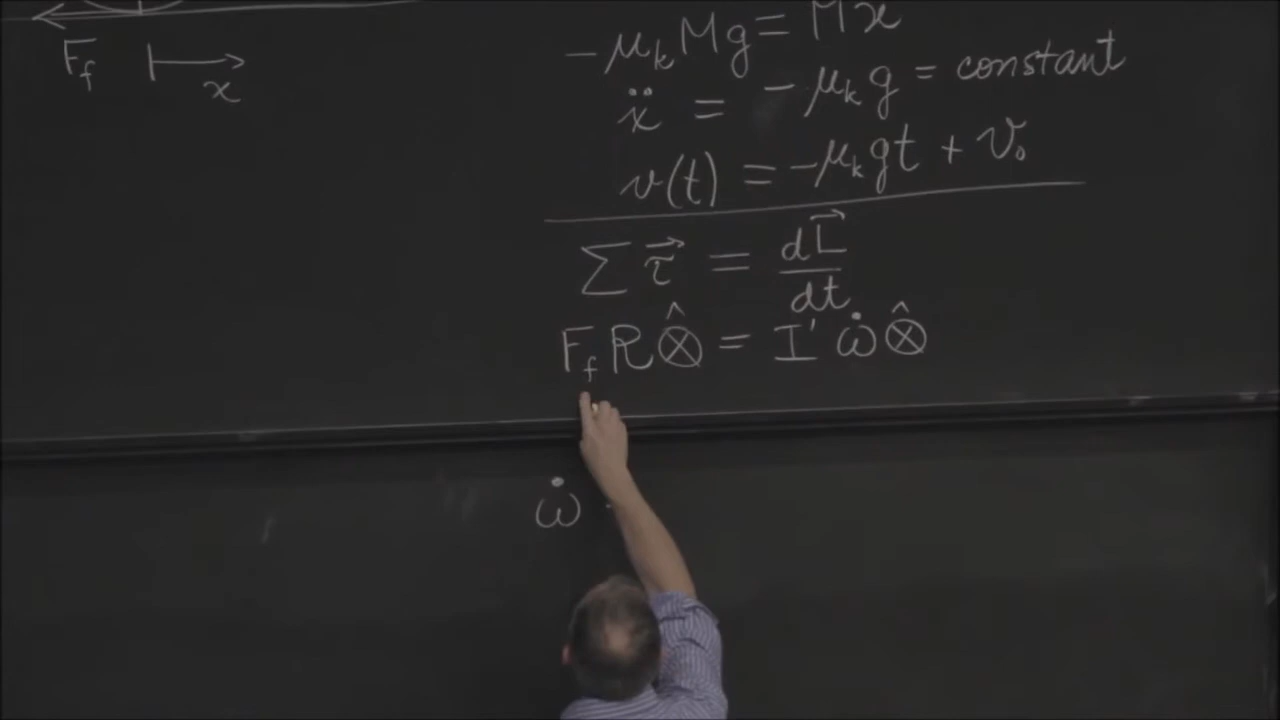 F_f
x
-μ_k Mg = Mẍ
ẍ = -μ_k g = constant
v(t) = -μ_k gt + v₀
Σ τ⃗ = dL⃗/dt
F_f R ⊗̂ = I' ω̇ ⊗̂
ω̇